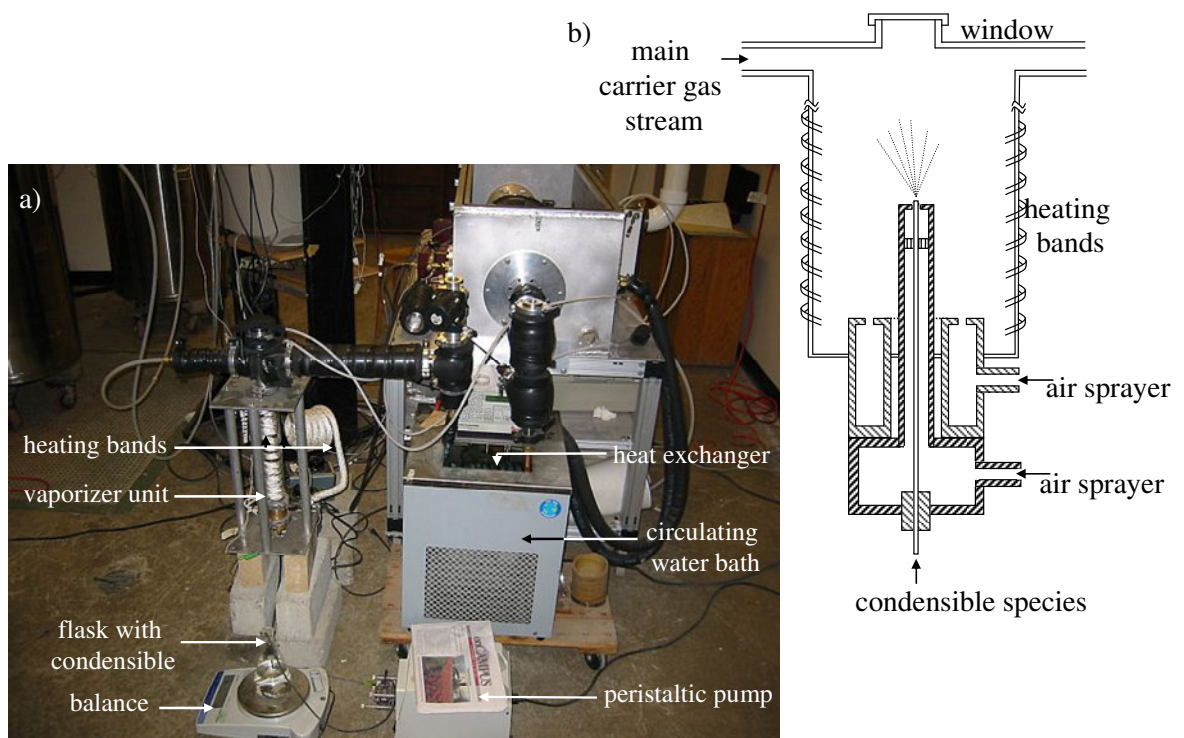 a)
heating bands
vaporizer unit
flask with
condensible
balance
heat exchanger
circulating
water bath
peristaltic pump
b)
window
main
carrier gas
stream
heating
bands
air sprayer
air sprayer
condensible species